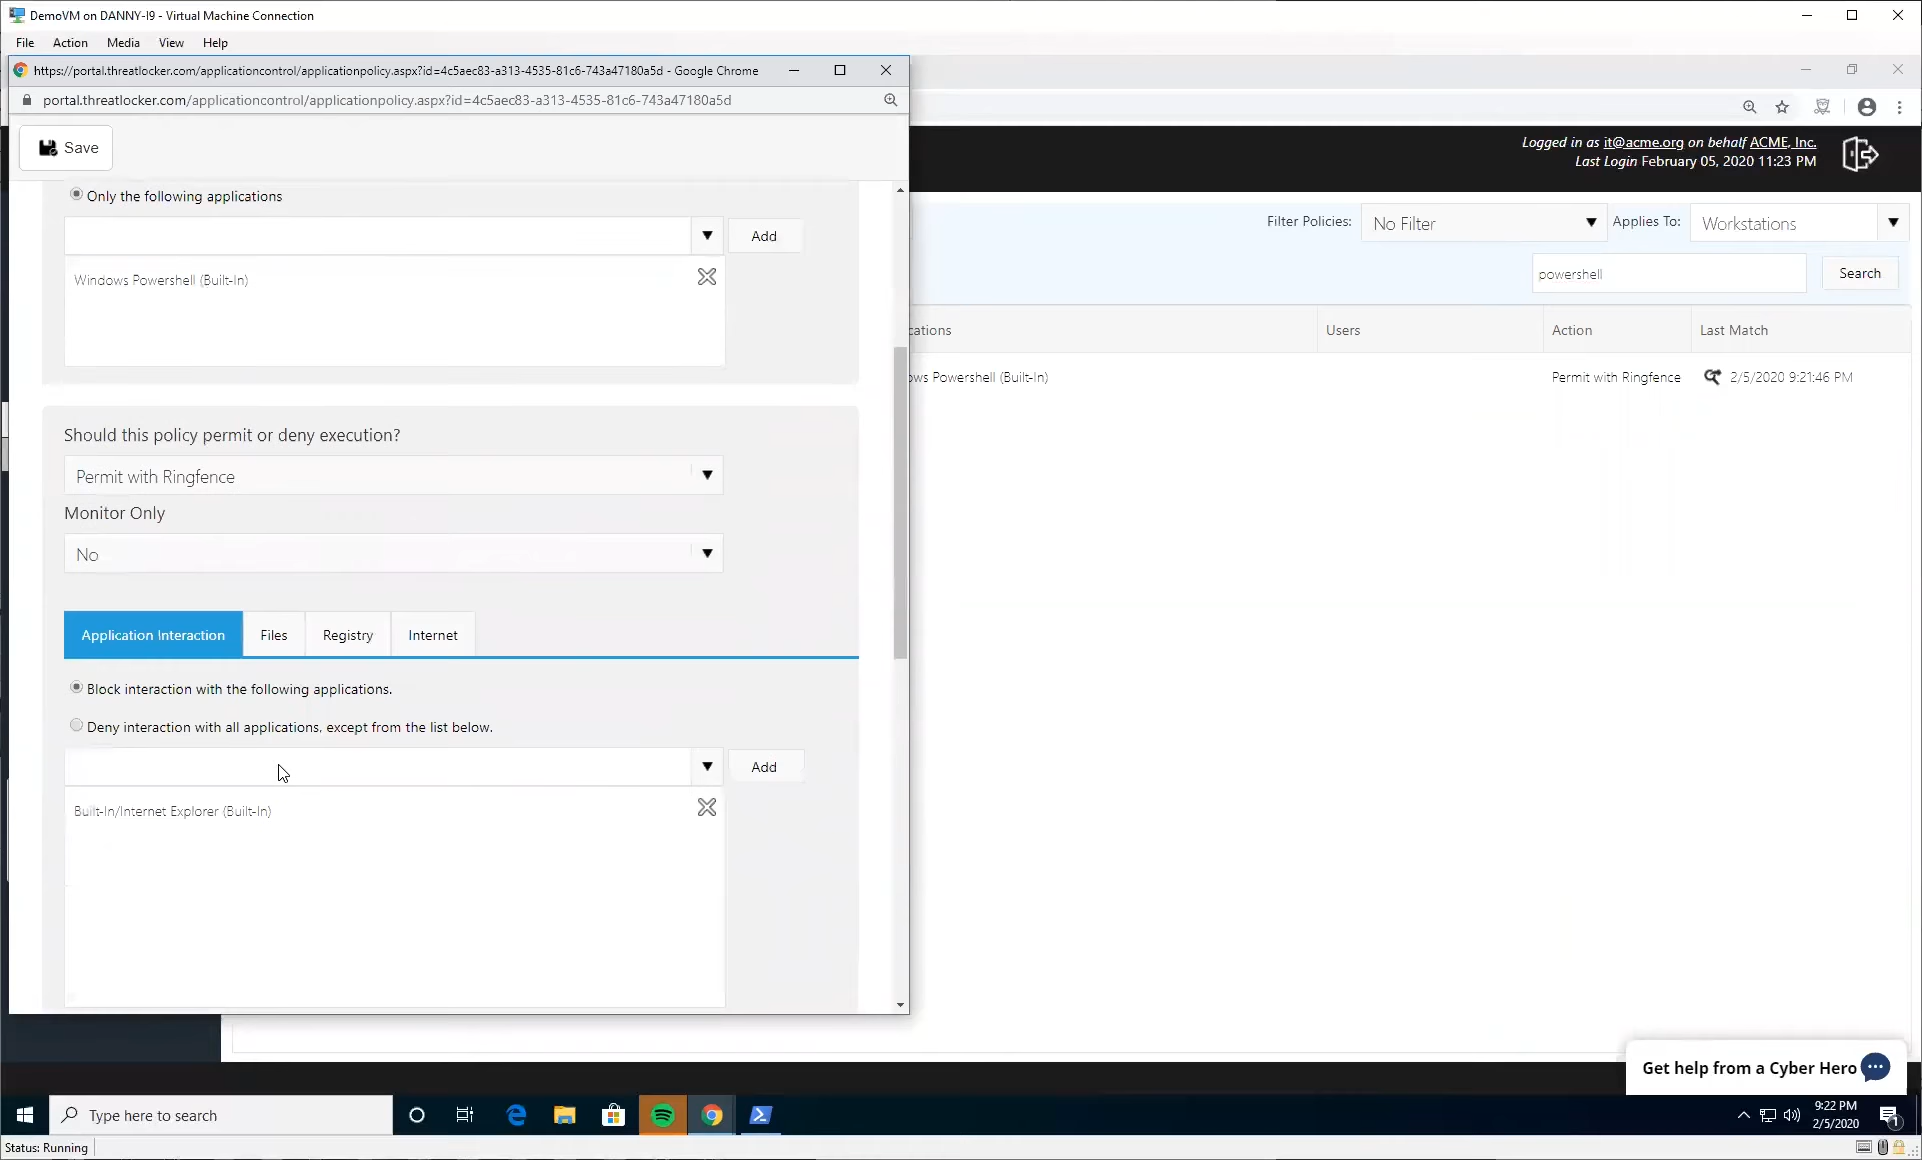 DemoVM on DANNY-I9 - Virtual Machine Connection
File Action Media View Help
https://portal.threatlocker.com/applicationcontrol/applicationpolicy.aspx?id=4c5aec83-a313-4535-81c6-743a47180a5d - Google Chrome
portal.threatlocker.com/applicationcontrol/applicationpolicy.aspx?id=4c5aec83-a313-4535-81c6-743a47180a5d
Save
Logged in as it@acme.org on behalf ACME, Inc.
Last Login February 05, 2020 11:23 PM
Only the following applications
Add
Windows Powershell (Built-In)
Filter Policies: No Filter Applies To: Workstations
powershell Search
cations Users Action Last Match
ows Powershell (Built-In) Permit with Ringfence 2/5/2020 9:21:46 PM
Should this policy permit or deny execution?
Permit with Ringfence
Monitor Only
No
Application Interaction Files Registry Internet
Block interaction with the following applications.
Deny interaction with all applications, except from the list below.
Add
Built-In/Internet Explorer (Built-In)
Get help from a Cyber Hero
Type here to search
9:22 PM
2/5/2020
1
Status: Running